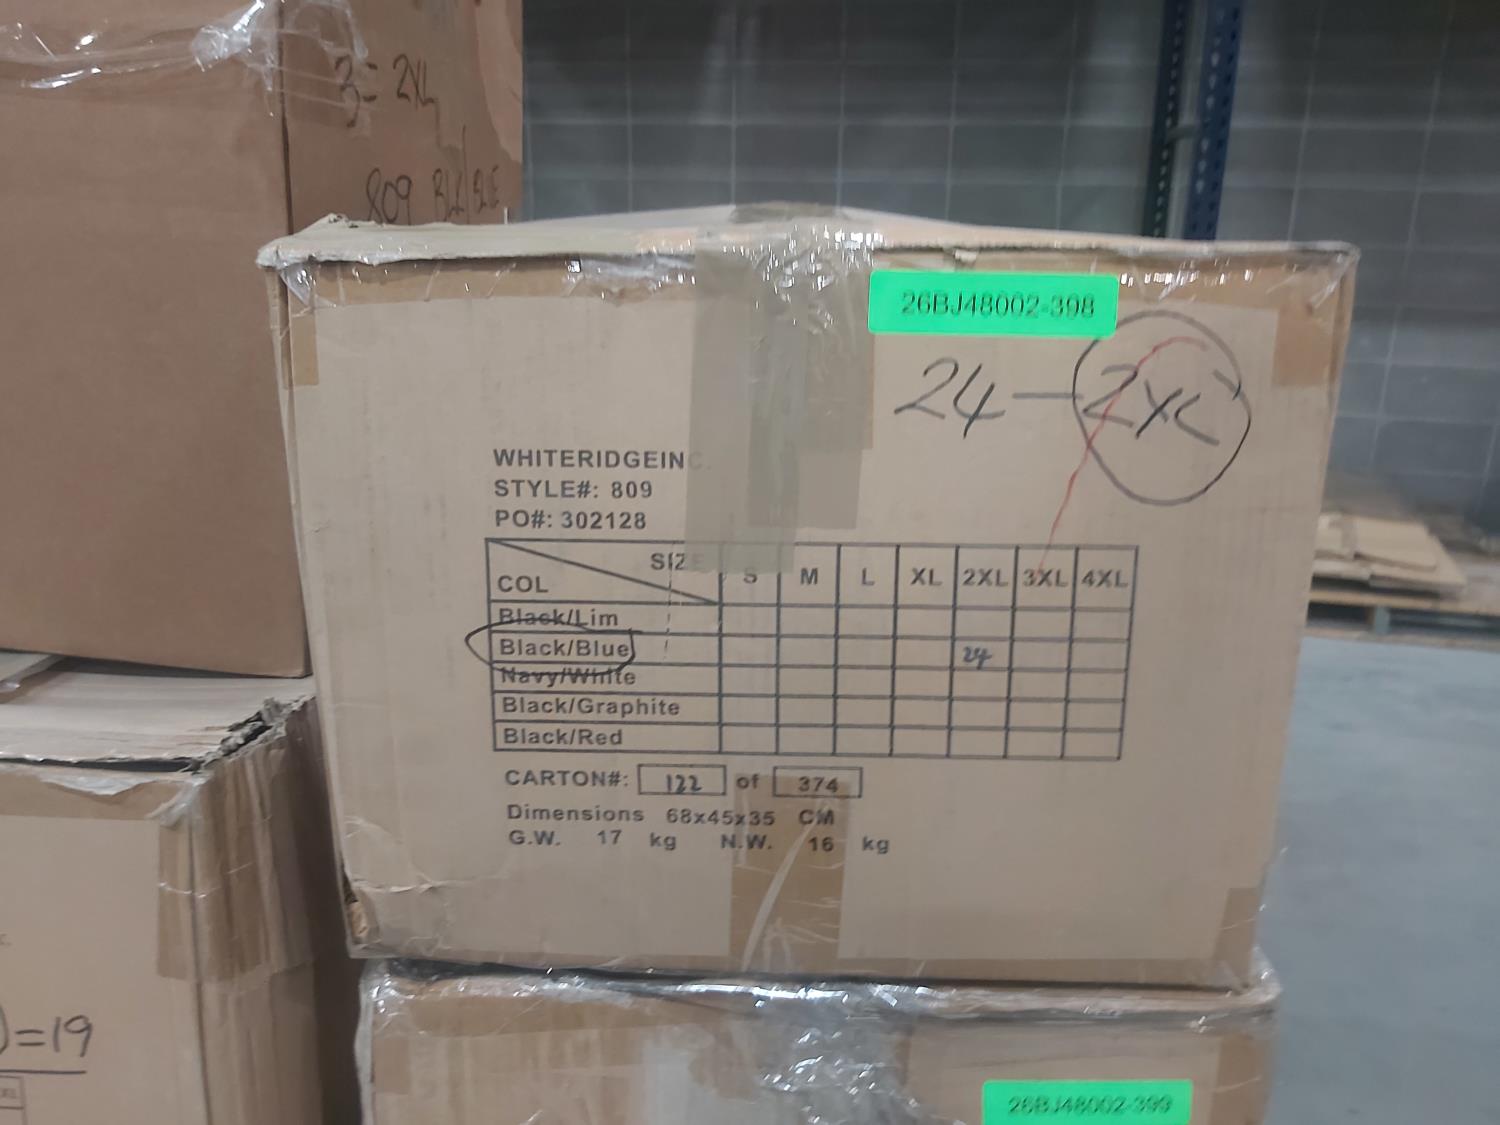 3= 2XL
809 BLK/BLUE
26BJ48002-398
24-2XL
WHITERIDGEINC.
STYLE#: 809
PO#: 302128
SIZE
COL
S M L XL 2XL 3XL 4XL
Black/Lim
Black/Blue 24
Navy/White
Black/Graphite
Black/Red
CARTON#: 122 of 374
Dimensions 68x45x35 CM
G.W. 17 kg N.W. 16 kg
=19
26BJ48002-399